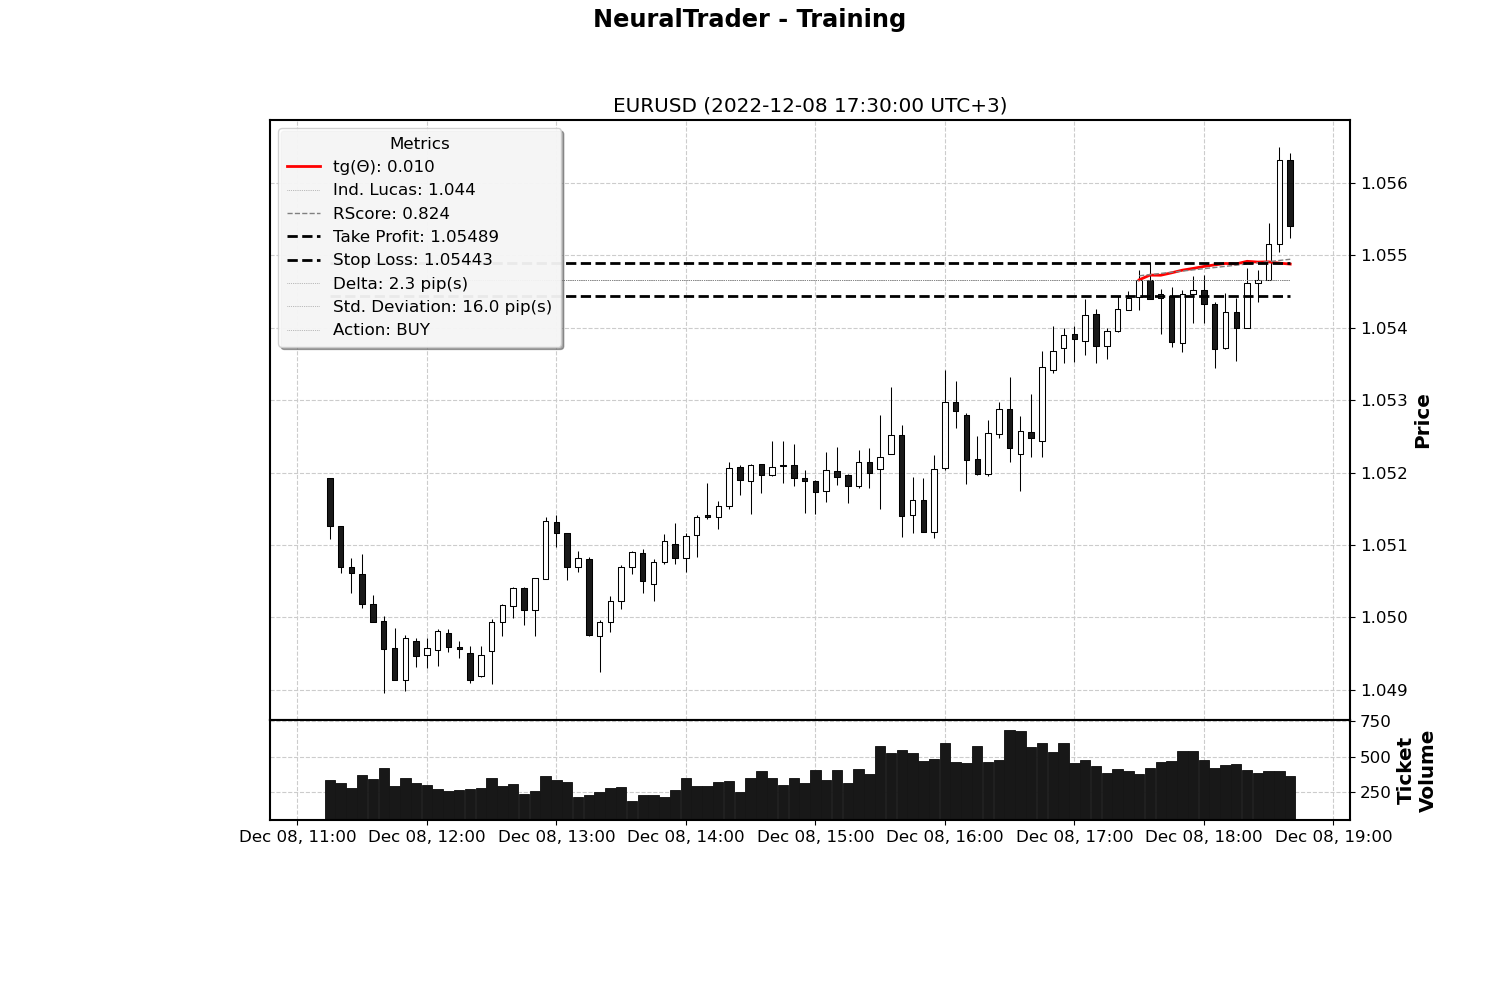 NeuralTrader - Training
EURUSD (2022-12-08 17:30:00 UTC+3)
Metrics
tg(Θ): 0.010
Ind. Lucas: 1.044
RScore: 0.824
Take Profit: 1.05489
Stop Loss: 1.05443
Delta: 2.3 pip(s)
Std. Deviation: 16.0 pip(s)
Action: BUY
1.056
1.055
1.054
1.053
1.052
1.051
1.050
1.049
Price
750
500
250
Ticket
Volume
Dec 08, 11:00 Dec 08, 12:00 Dec 08, 13:00 Dec 08, 14:00 Dec 08, 15:00 Dec 08, 16:00 Dec 08, 17:00 Dec 08, 18:00 Dec 08, 19:00